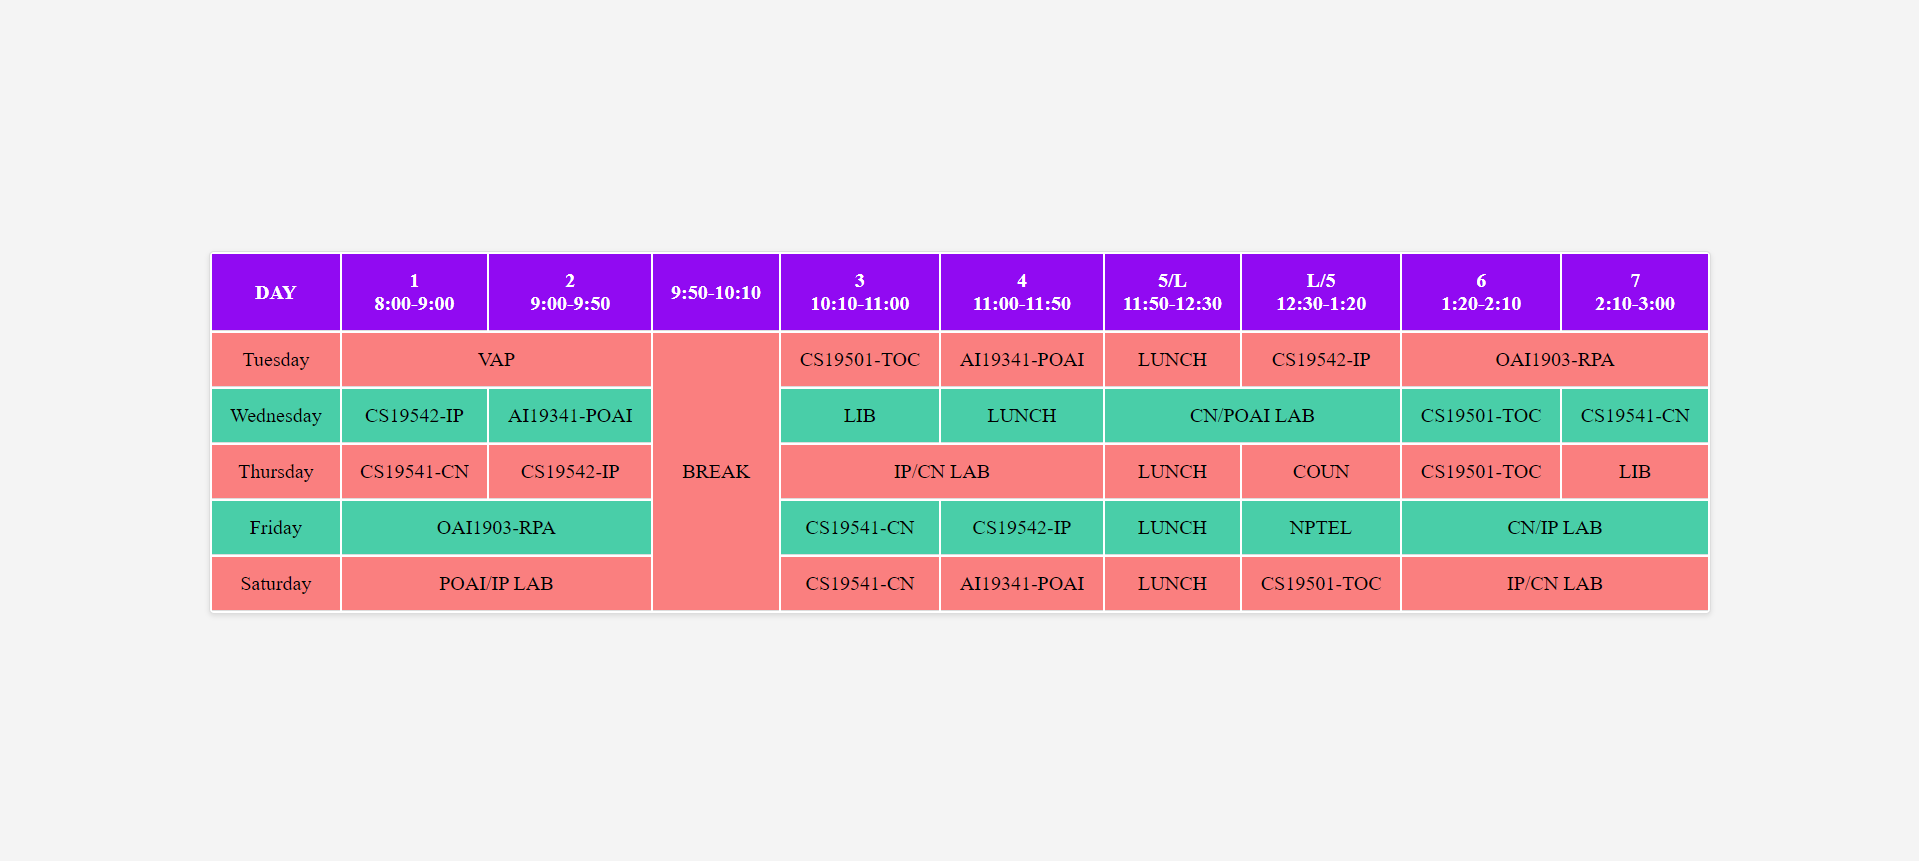 DAY
1
8:00-9:00
2
9:00-9:50
9:50-10:10
3
10:10-11:00
4
11:00-11:50
5/L
11:50-12:30
L/5
12:30-1:20
6
1:20-2:10
7
2:10-3:00
Tuesday
VAP
BREAK
CS19501-TOC
AI19341-POAI
LUNCH
CS19542-IP
OAI1903-RPA
Wednesday
CS19542-IP
AI19341-POAI
LIB
LUNCH
CN/POAI LAB
CS19501-TOC
CS19541-CN
Thursday
CS19541-CN
CS19542-IP
IP/CN LAB
LUNCH
COUN
CS19501-TOC
LIB
Friday
OAI1903-RPA
CS19541-CN
CS19542-IP
LUNCH
NPTEL
CN/IP LAB
Saturday
POAI/IP LAB
CS19541-CN
AI19341-POAI
LUNCH
CS19501-TOC
IP/CN LAB